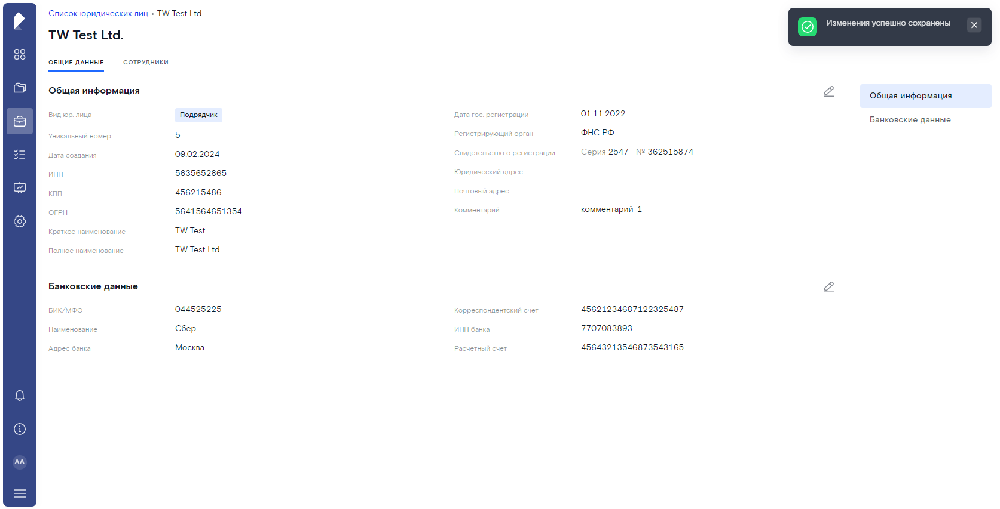 Список юридических лиц • TW Test Ltd.
TW Test Ltd.
Изменения успешно сохранены
ОБЩИЕ ДАННЫЕ СОТРУДНИКИ
Общая информация
Вид юр. лица Подрядчик
Уникальный номер 5
Дата создания 09.02.2024
ИНН 5635652865
КПП 456215486
ОГРН 5641564651354
Краткое наименование TW Test
Полное наименование TW Test Ltd.
Дата гос. регистрации 01.11.2022
Регистрирующий орган ФНС РФ
Свидетельство о регистрации Серия 2547 № 362515874
Юридический адрес
Почтовый адрес
Комментарий комментарий_1
Общая информация
Банковские данные
Банковские данные
БИК/МФО 044525225
Наименование Сбер
Адрес банка Москва
Корреспондентский счет 45621234687122325487
ИНН банка 7707083893
Расчетный счет 45643213546873543165
AA